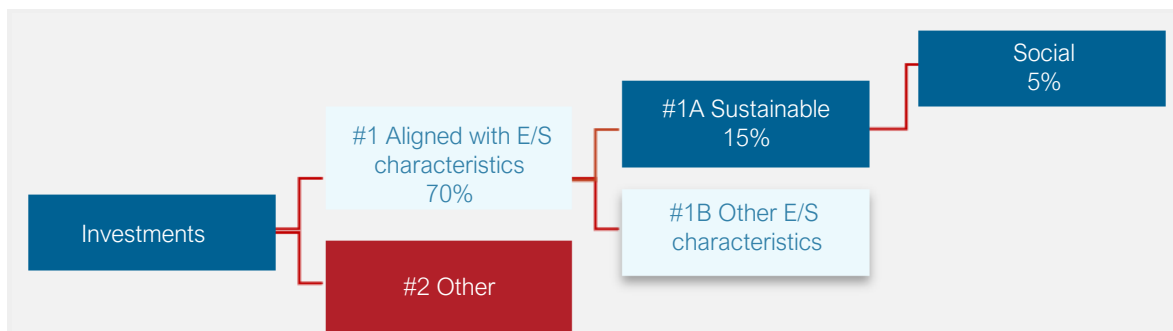 Investments
#1 Aligned with E/S
characteristics
70%
#2 Other
#1A Sustainable
15%
#1B Other E/S
characteristics
Social
5%